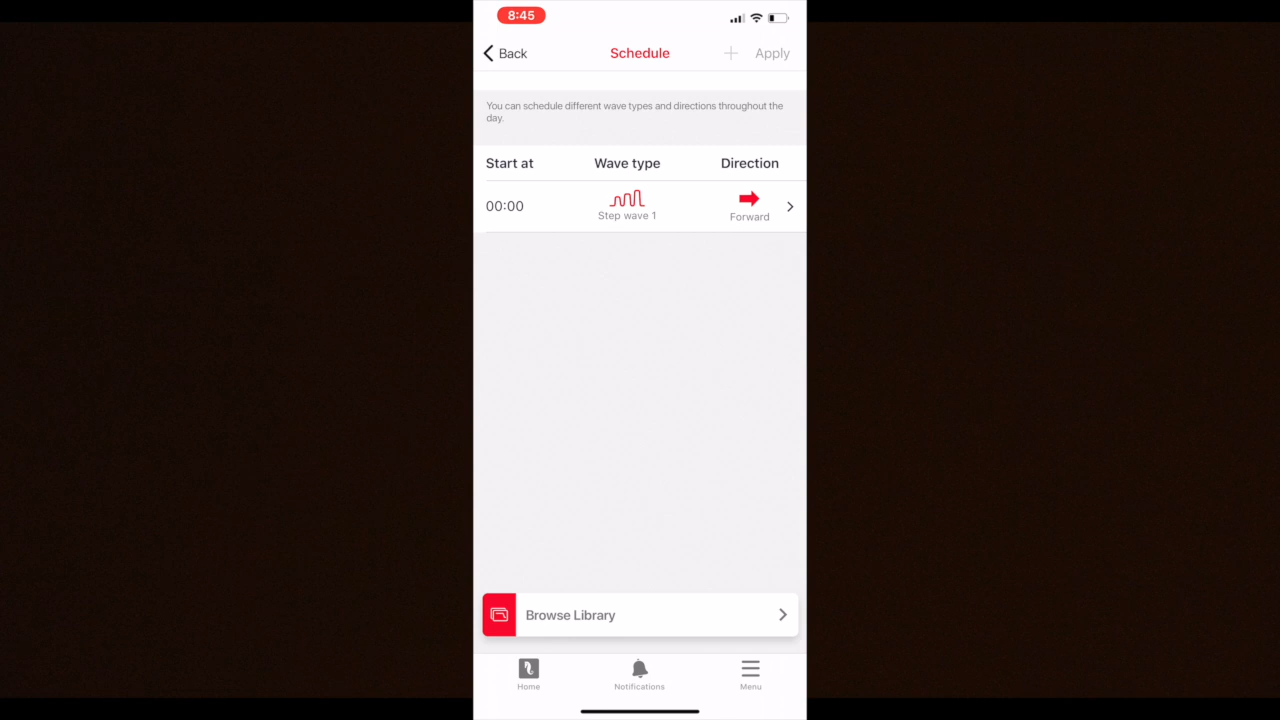 8:45
Back
Schedule
Apply
You can schedule different wave types and directions throughout the
day.
Start at
Wave type
Direction
00:00
Step wave 1
Forward
Browse Library
Home
Notifications
Menu